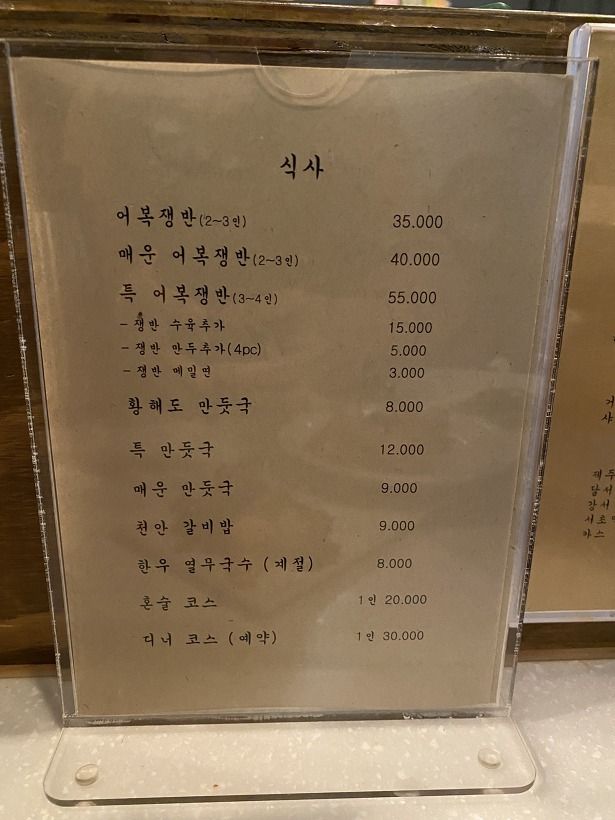 식사
어복쟁반(2~3인) 35.000
매운 어복쟁반(2~3인) 40.000
특 어복쟁반(3~4인) 55.000
- 쟁반 수육추가 15.000
- 쟁반 만두추가(4pc) 5.000
- 쟁반 메밀면 3.000
황해도 만둣국 8.000
특 만둣국 12.000
매운 만둣국 9.000
천안 갈비밥 9.000
한우 열무국수 (계절) 8.000
혼술 코스 1인 20.000
디너 코스 (예약) 1인 30.000